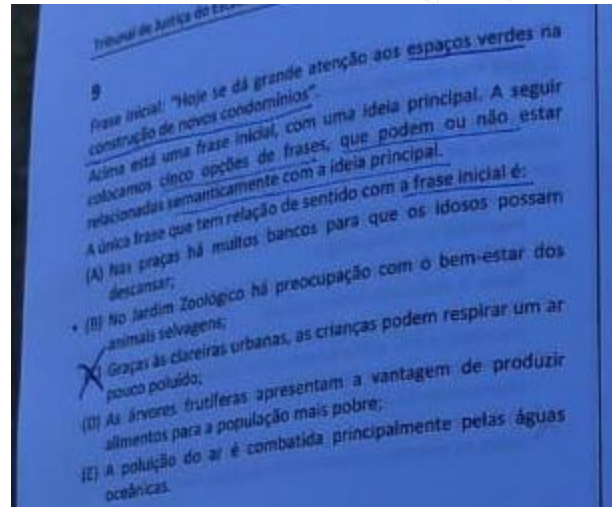 Tribunal de Justiça do
9
Frase inicial: "Hoje se dá grande atenção aos espaços verdes na
construção de novos condomínios".
Acima está uma frase inicial, com uma ideia principal. A seguir
colocamos cinco opções de frases, que podem ou não estar
relacionadas semanticamente com a ideia principal.
A única frase que tem relação de sentido com a frase inicial é:
(A) Nas praças há muitos bancos para que os idosos possam
descansar;
(B) No Jardim Zoológico há preocupação com o bem-estar dos
animais selvagens;
Graças às clareiras urbanas, as crianças podem respirar um ar
pouco poluído;
(D) As árvores frutíferas apresentam a vantagem de produzir
alimentos para a população mais pobre;
(E) A poluição do ar é combatida principalmente pelas águas
oceânicas.